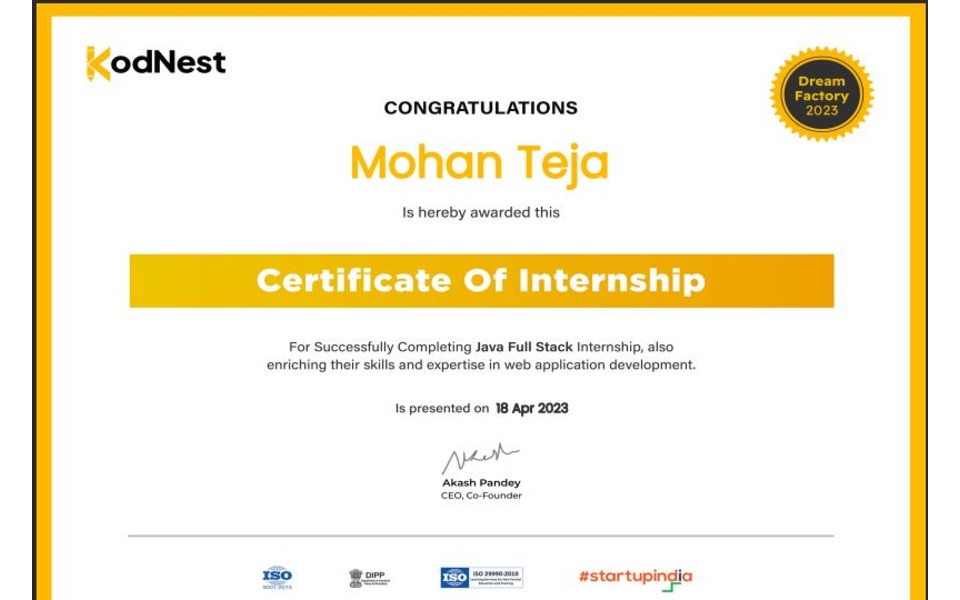 KodNest
Dream
Factory
2023
CONGRATULATIONS
Mohan Teja
Is hereby awarded this
Certificate Of Internship
For Successfully Completing Java Full Stack Internship, also
enriching their skills and expertise in web application development.
Is presented on 18 Apr 2023
Akash Pandey
CEO, Co-Founder
ISO
DIPP
ISO
ISO 29990:2010
#startupindia